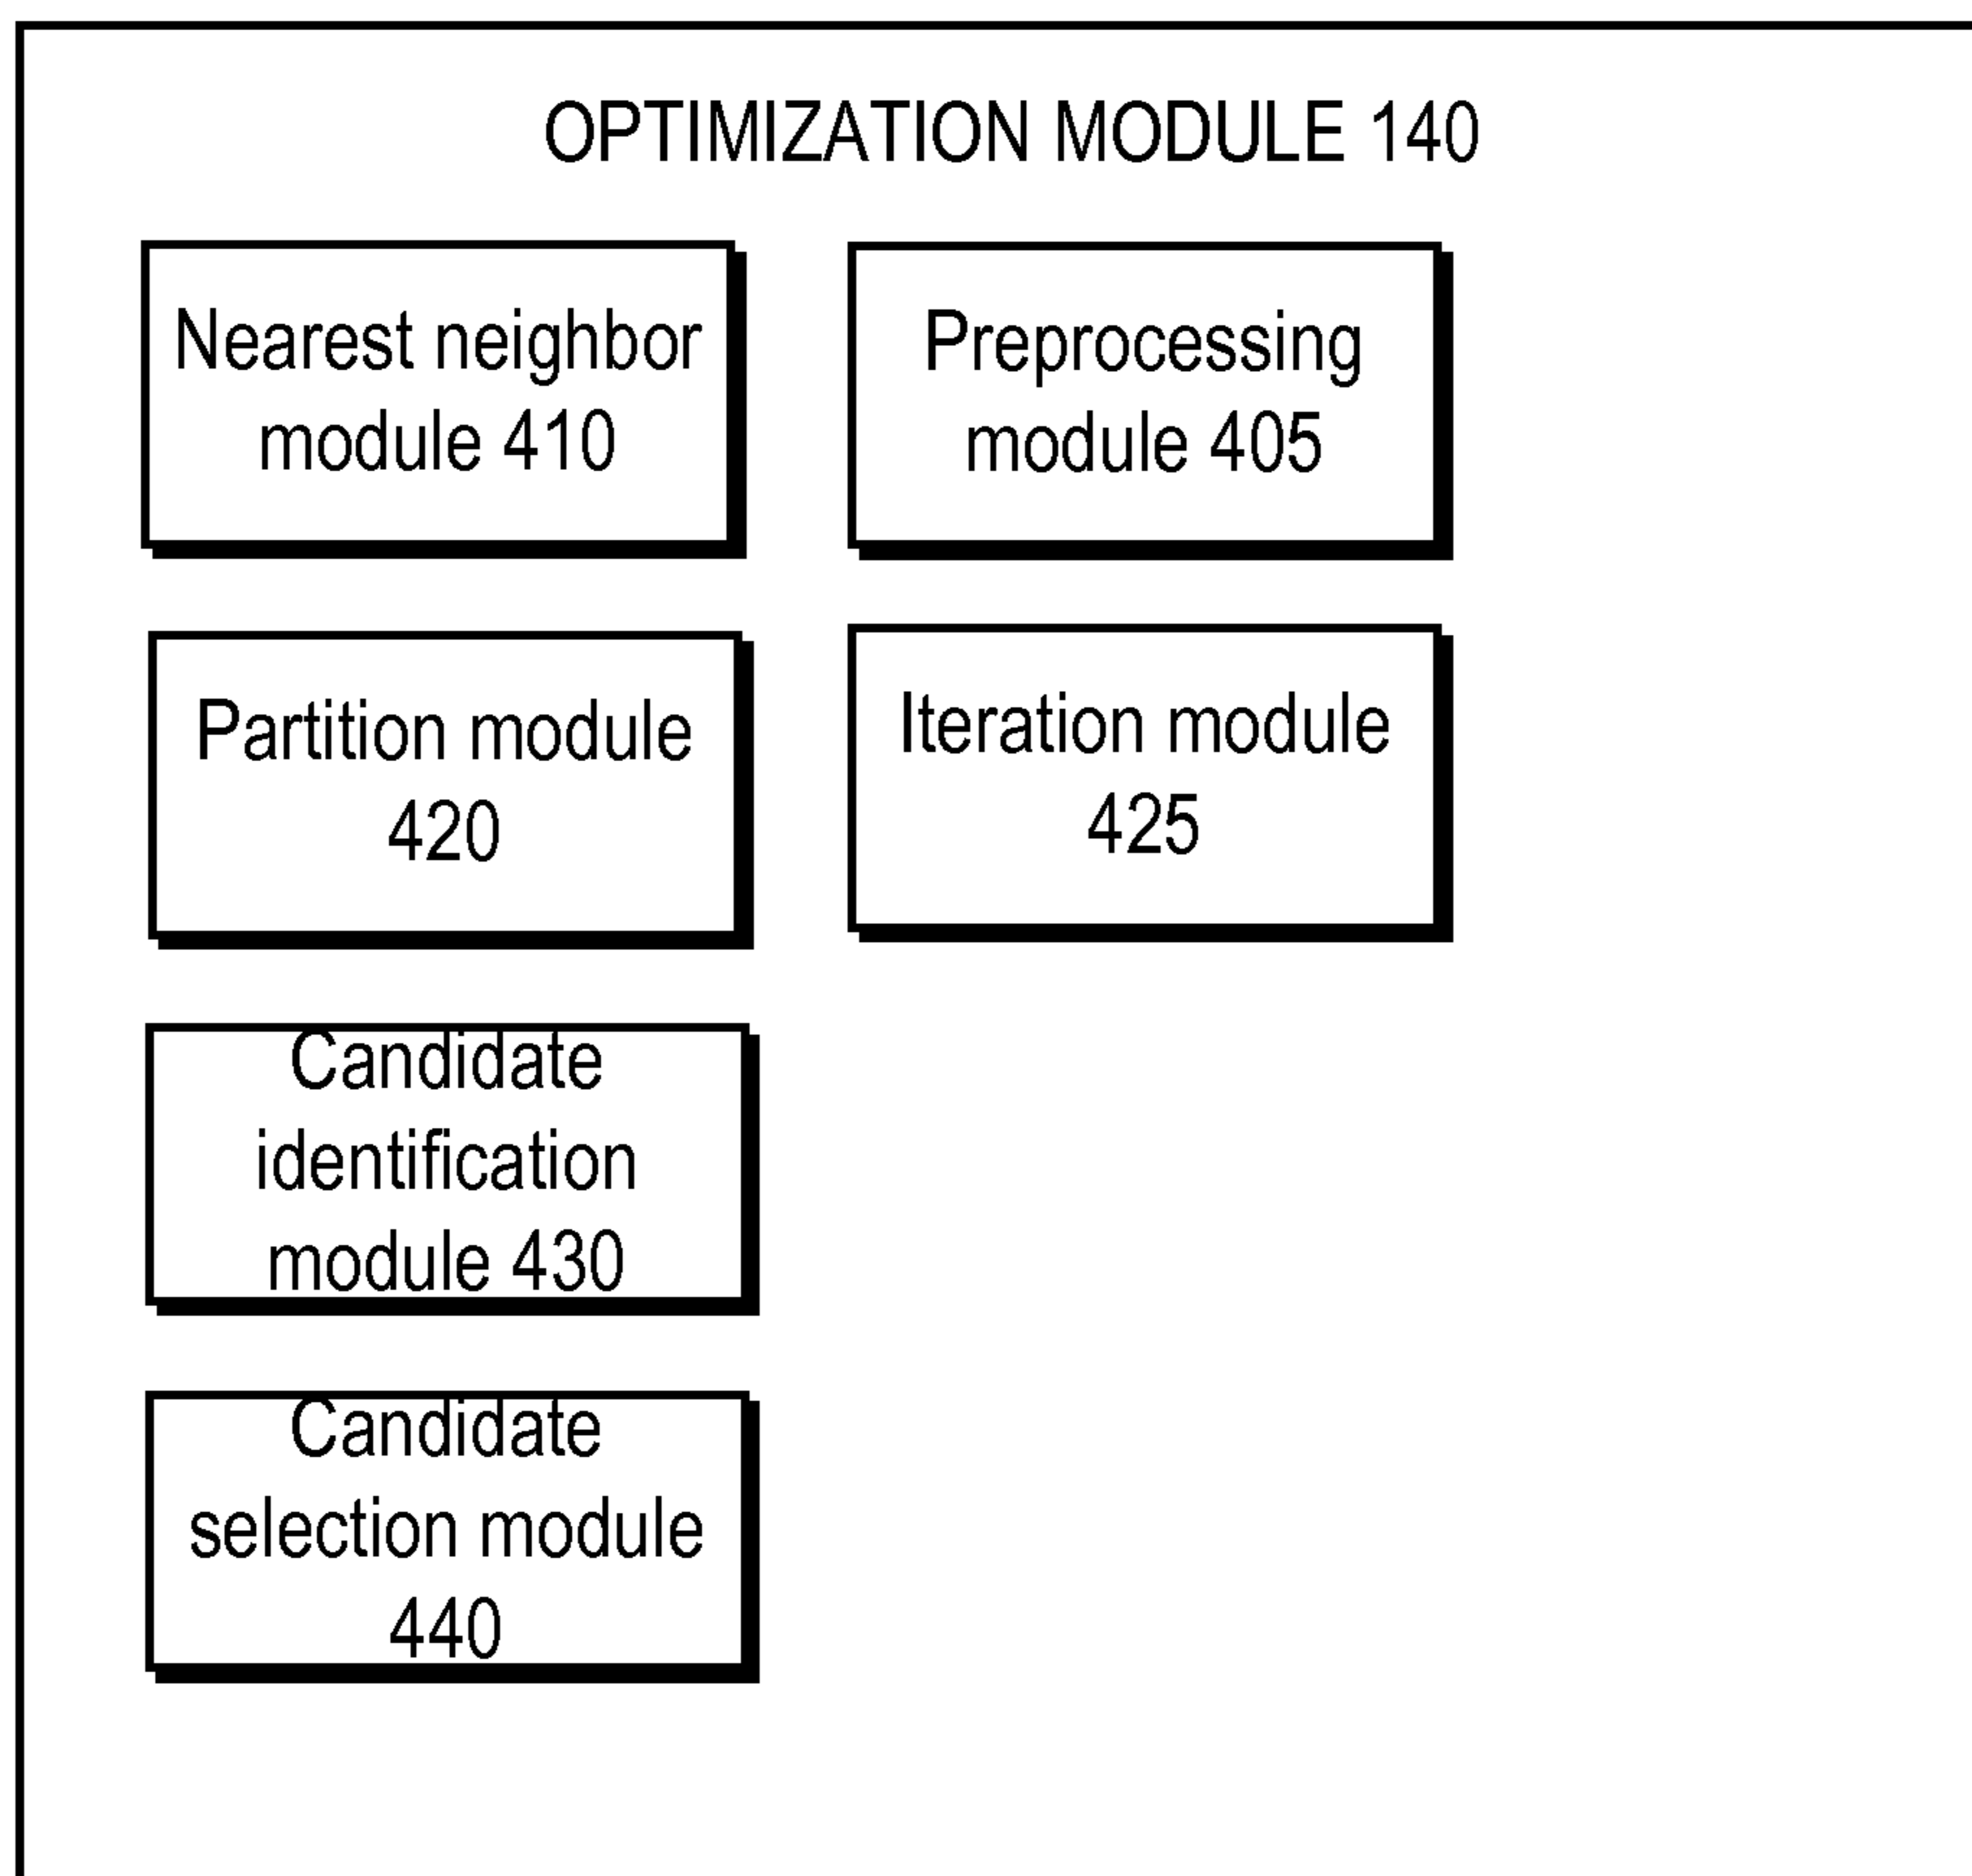 OPTIMIZATION MODULE 140
Nearest neighbor
module 410
Preprocessing
module 405
Partition module
420
Iteration module
425
Candidate
identification
module 430
Candidate
selection module
440